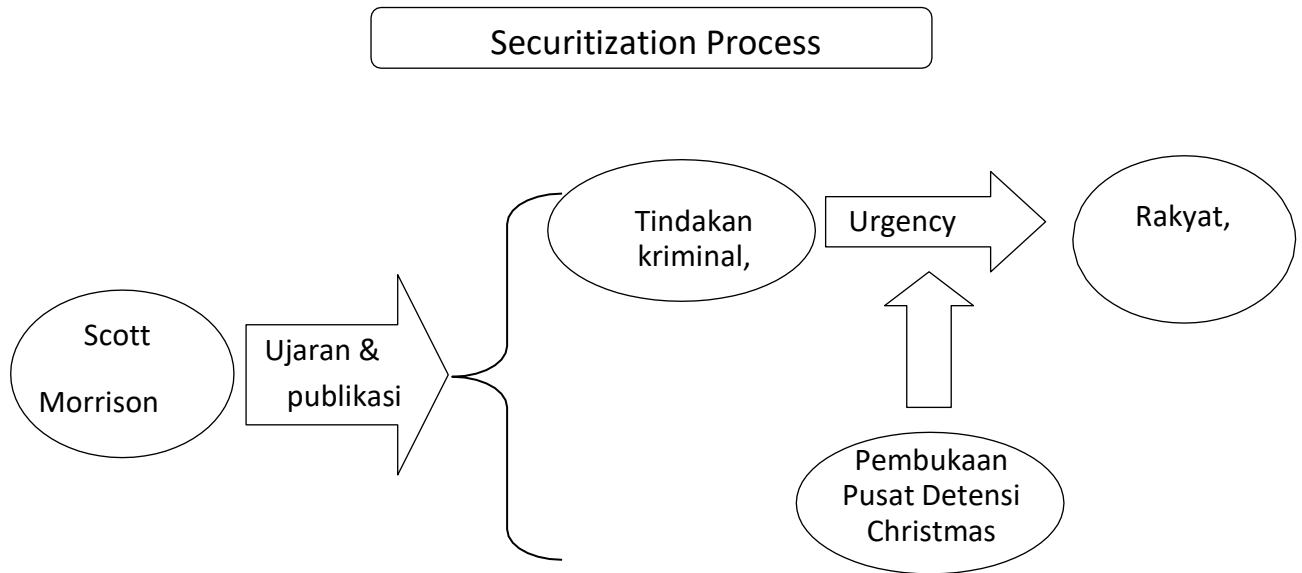 Securitization Process
Scott
Morrison
Ujaran &
publikasi
Tindakan
kriminal,
Urgency
Rakyat,
Pembukaan
Pusat Detensi
Christmas